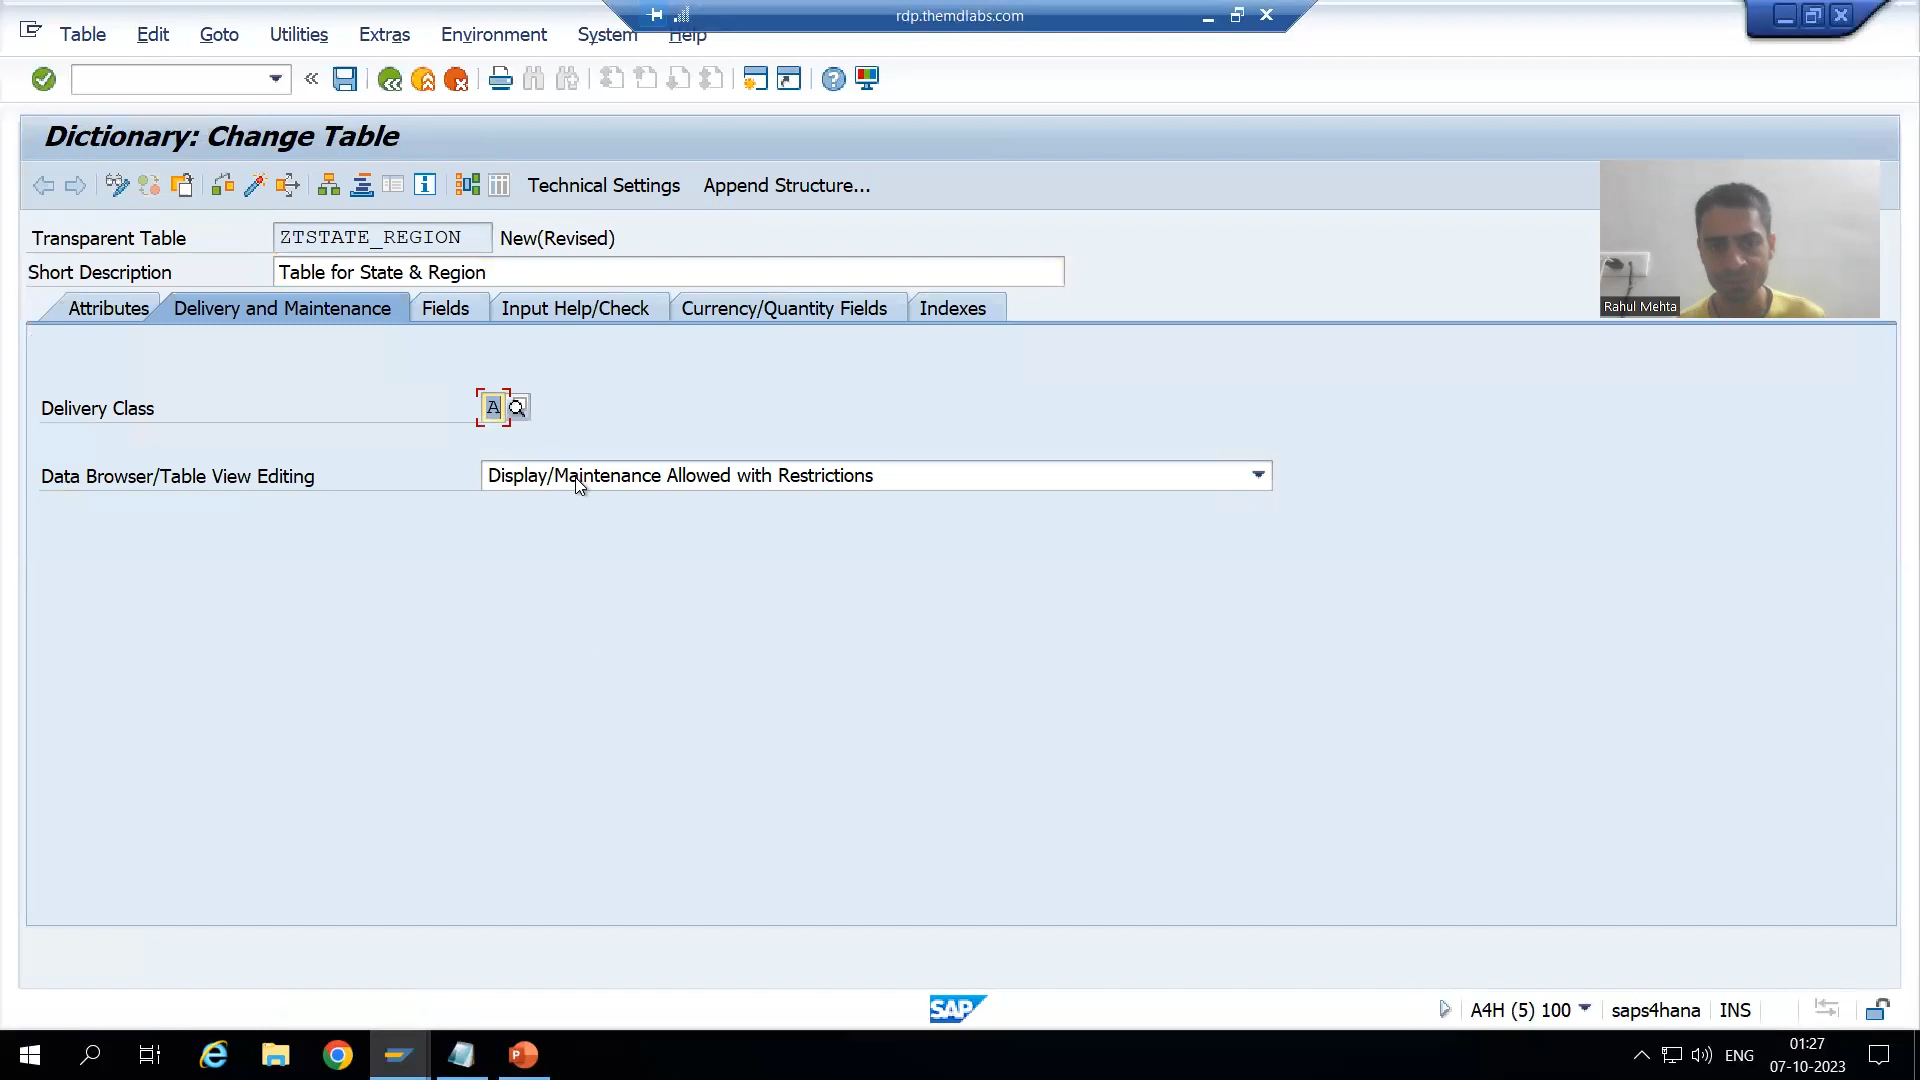 rdp.themdlabs.com
Table Edit Goto Utilities Extras Environment System Help
Dictionary: Change Table
Technical Settings Append Structure...
Transparent Table ZTSTATE_REGION New(Revised)
Short Description Table for State & Region
Rahul Mehta
Attributes Delivery and Maintenance Fields Input Help/Check Currency/Quantity Fields Indexes
Delivery Class A
Data Browser/Table View Editing Display/Maintenance Allowed with Restrictions
SAP A4H (5) 100 saps4hana INS
ENG 01:27
07-10-2023